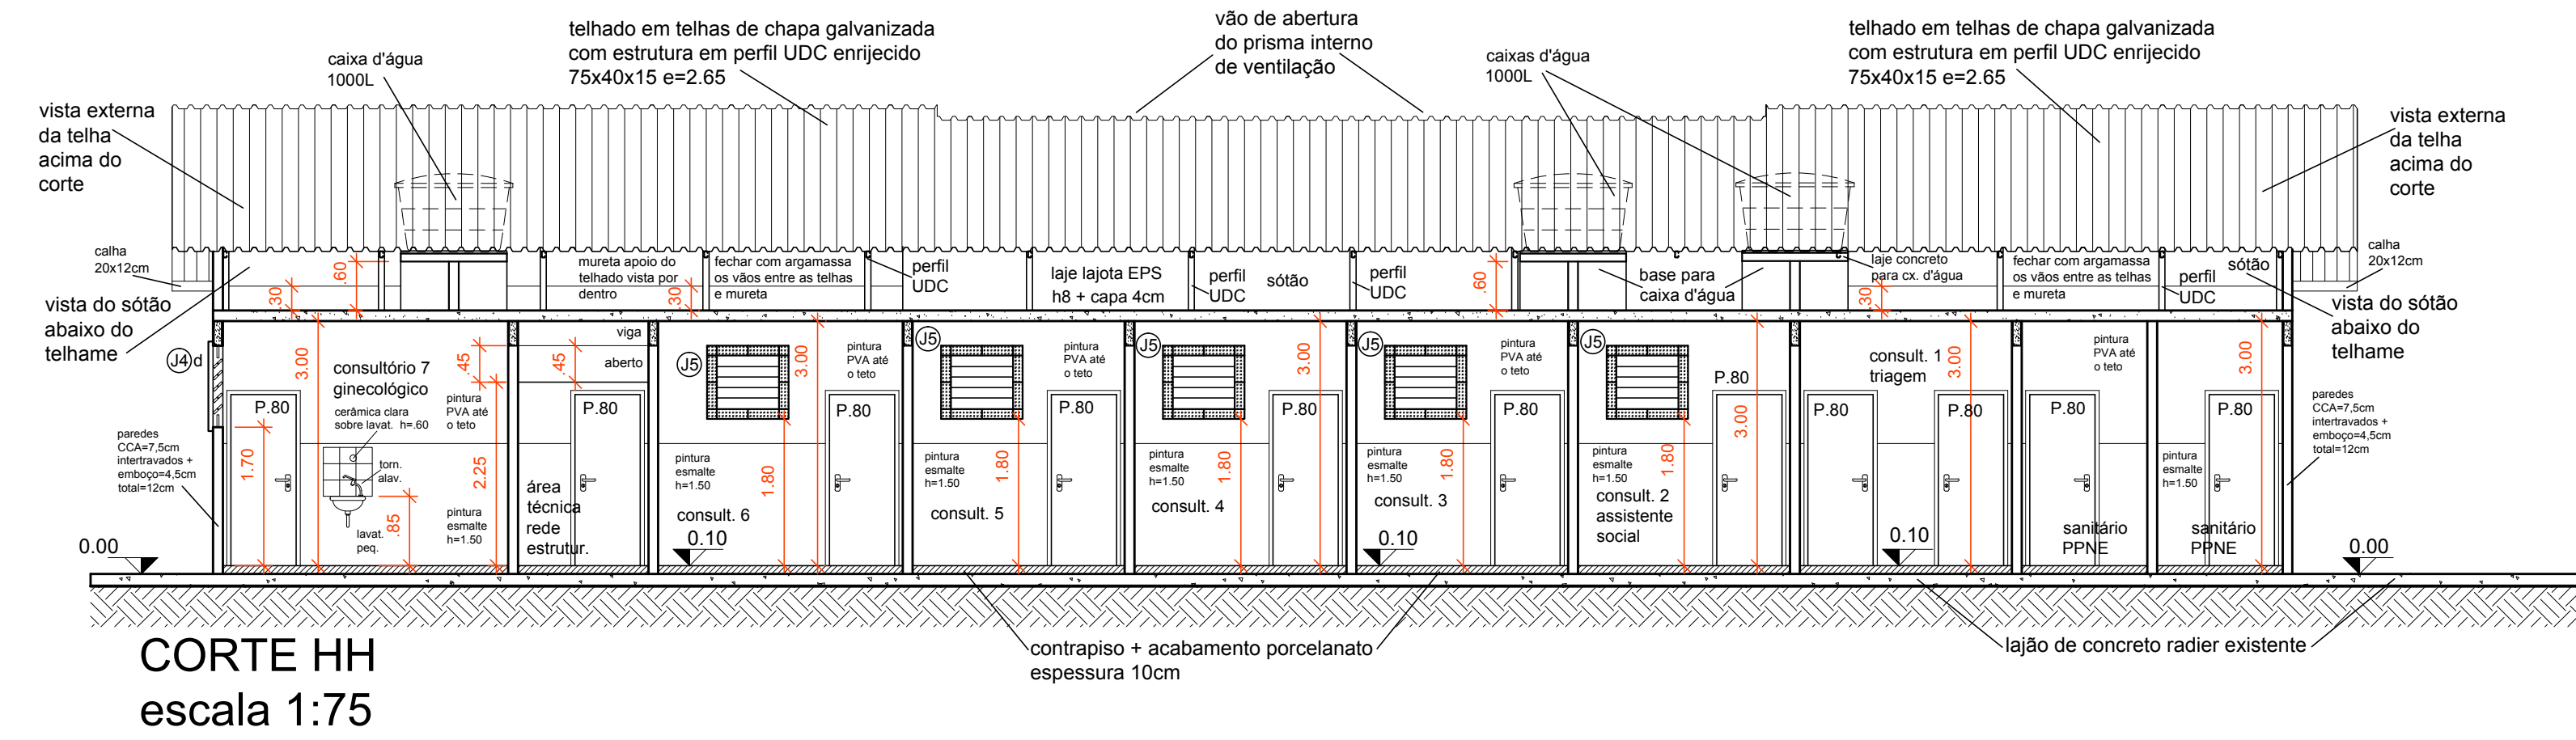 telhado em telhas de chapa galvanizada
com estrutura em perfil UDC enrijecido
75x40x15 e=2.65
vão de abertura
do prisma interno
de ventilação
telhado em telhas de chapa galvanizada
com estrutura em perfil UDC enrijecido
75x40x15 e=2.65
caixa d'água
1000L
caixas d'água
1000L
vista externa
da telha
acima do
corte
vista externa
da telha
acima do
corte
calha
20x12cm
calha
20x12cm
vista do sótão
abaixo do
telhame
vista do sótão
abaixo do
telhame
.30
.60
mureta apoio do
telhado vista por
dentro
.30
fechar com argamassa
os vãos entre as telhas
e mureta
perfil
UDC
laje lajota EPS
h8 + capa 4cm
perfil
UDC
sótão
perfil
UDC
.60
base para
caixa d'água
laje concreto
para cx. d'água
.30
fechar com argamassa
os vãos entre as telhas
e mureta
perfil
UDC
sótão
J4 d
3.00
consultório 7
ginecológico
cerâmica clara
sobre lavat. h=.60
P.80
1.70
torn.
alav.
lavat.
peq.
.85
.45
pintura
PVA até
o teto
2.25
pintura
esmalte
h=1.50
viga
aberto
.45
P.80
área
técnica
rede
estrutur.
J5
3.00
pintura
PVA até
o teto
P.80
pintura
esmalte
h=1.50
1.80
consult. 6
0.10
J5
pintura
PVA até
o teto
P.80
pintura
esmalte
h=1.50
1.80
consult. 5
J5
3.00
P.80
pintura
esmalte
h=1.50
1.80
consult. 4
J5
pintura
PVA até
o teto
P.80
pintura
esmalte
h=1.50
1.80
consult. 3
0.10
J5
P.80
3.00
pintura
esmalte
h=1.50
1.80
consult. 2
assistente
social
consult. 1
triagem
3.00
P.80
P.80
0.10
pintura
PVA até
o teto
P.80
sanitário
PPNE
3.00
P.80
pintura
esmalte
h=1.50
sanitário
PPNE
paredes
CCA=7,5cm
intertravados +
emboço=4,5cm
total=12cm
paredes
CCA=7,5cm
intertravados +
emboço=4,5cm
total=12cm
0.00
0.00
contrapiso + acabamento porcelanato
espessura 10cm
lajão de concreto radier existente
CORTE HH
escala 1:75